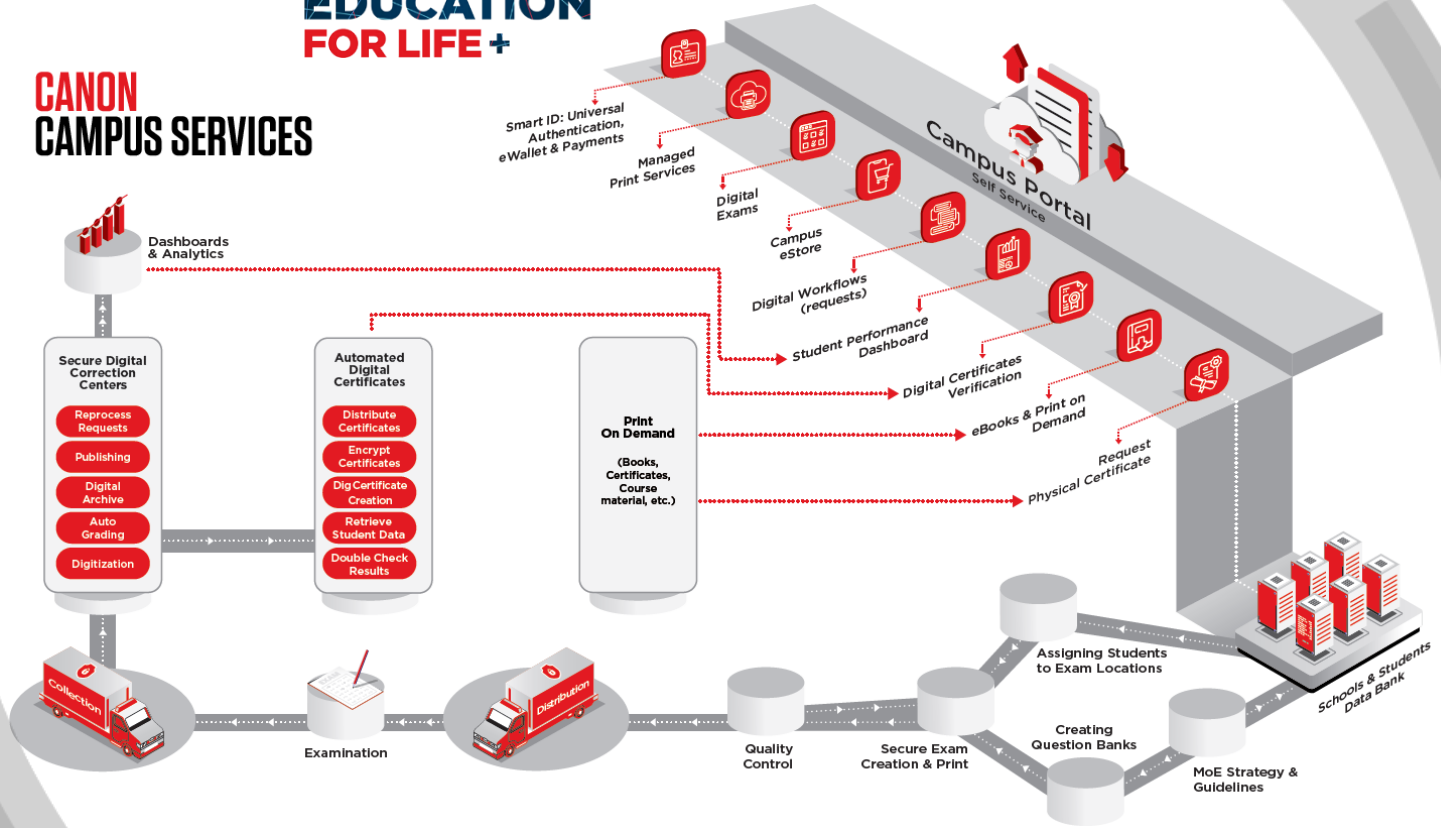 EDUCATION
FOR LIFE +
CANON
CAMPUS SERVICES
Smart ID: Universal
Authentication,
eWallet & Payments
Managed
Print Services
Digital
Exams
Campus
eStore
Digital Workflows
(requests)
Student Performance
Dashboard
Digital Certificates
Verification
eBooks & Print on
Demand
Request
Physical Certificate
Campus Portal
Self Service
Dashboards
& Analytics
Secure Digital
Correction
Centers
Reprocess
Requests
Publishing
Digital
Archive
Auto
Grading
Digitization
Automated
Digital
Certificates
Distribute
Certificates
Encrypt
Certificates
Dig Certificate
Creation
Retrieve
Student Data
Double Check
Results
Print
On Demand
(Books,
Certificates,
Course
material, etc.)
Collection
EXAM
Examination
Distribution
Quality
Control
Secure Exam
Creation & Print
Assigning Students
to Exam Locations
Creating
Question Banks
MoE Strategy &
Guidelines
Schools & Students
Data Bank